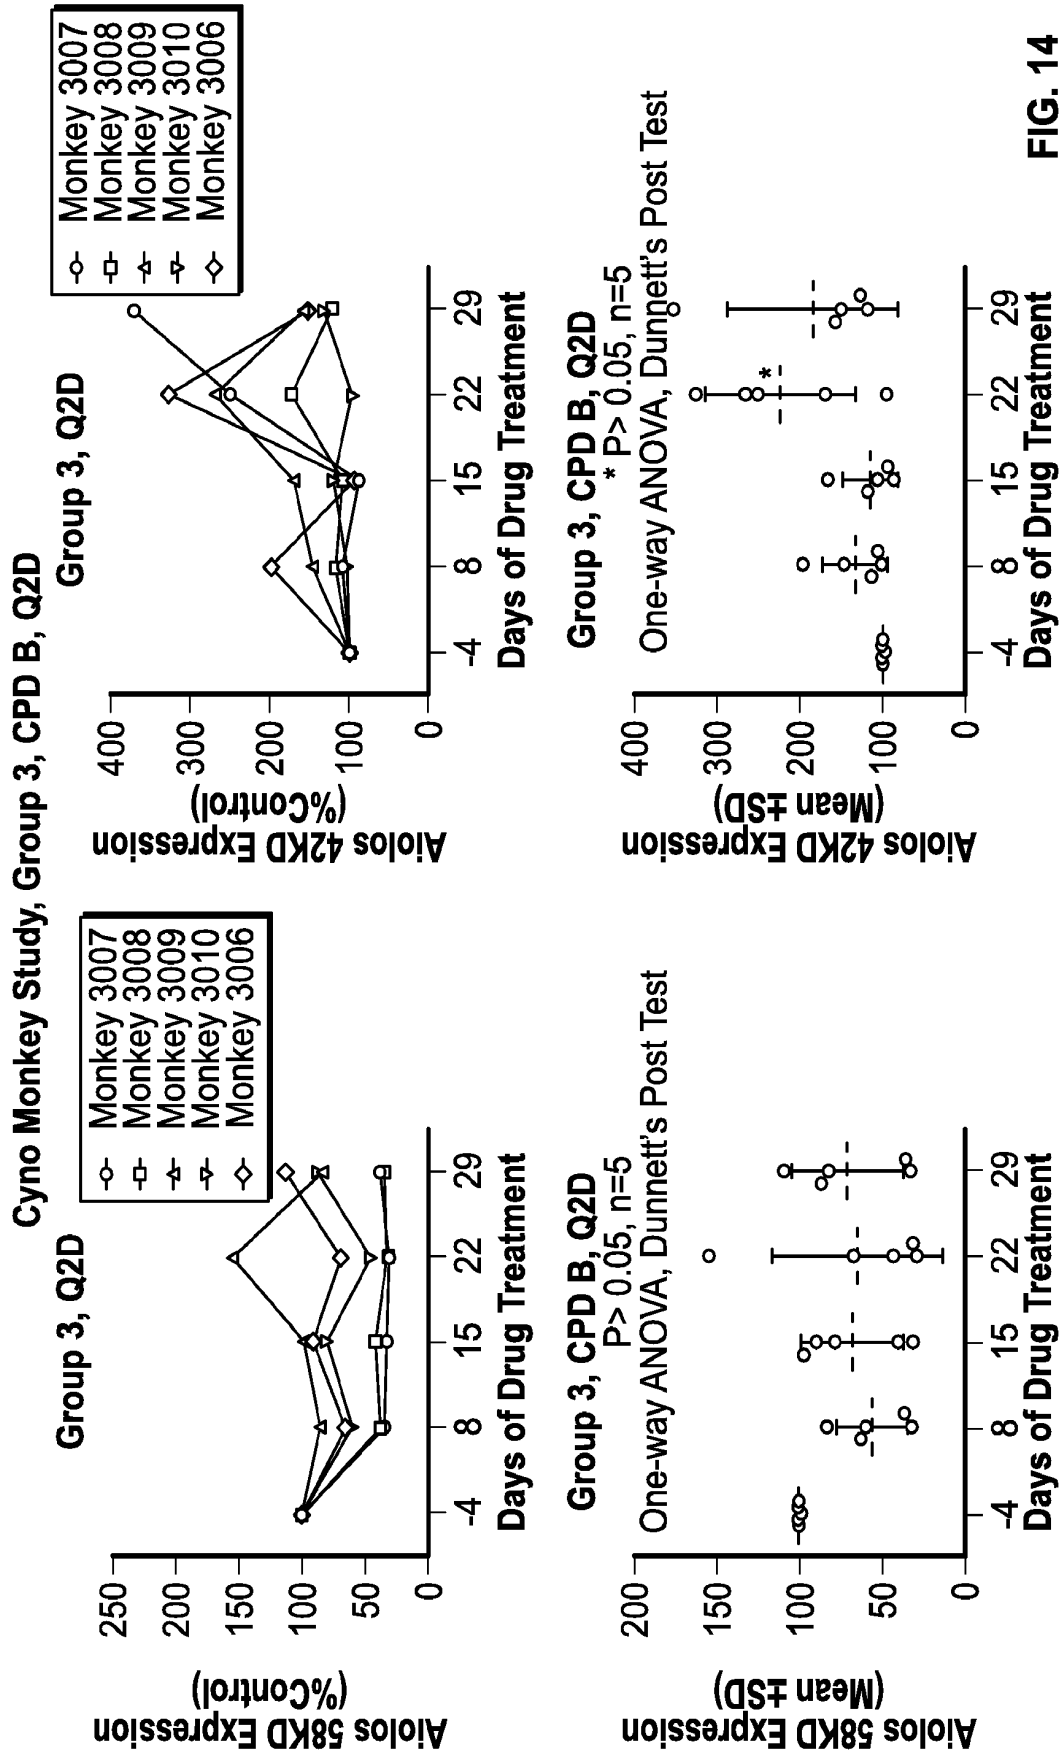 Cyno Monkey Study, Group 3, CPD B, Q2D
Group 3, Q2D
Monkey 3007
Monkey 3008
Monkey 3009
Monkey 3010
Monkey 3006
Aiolos 58KD Expression
(%Control)
250
200
150
100
50
0
-4 8 15 22 29
Days of Drug Treatment
Group 3, Q2D
Monkey 3007
Monkey 3008
Monkey 3009
Monkey 3010
Monkey 3006
Aiolos 42KD Expression
(%Control)
400
300
200
100
0
-4 8 15 22 29
Days of Drug Treatment
Group 3, CPD B, Q2D
P> 0.05, n=5
One-way ANOVA, Dunnett's Post Test
Aiolos 58KD Expression
(Mean ±SD)
200
150
100
50
0
-4 8 15 22 29
Days of Drug Treatment
Group 3, CPD B, Q2D
* P> 0.05, n=5
One-way ANOVA, Dunnett's Post Test
Aiolos 42KD Expression
(Mean ±SD)
400
300
200
100
0
*
-4 8 15 22 29
Days of Drug Treatment
FIG. 14